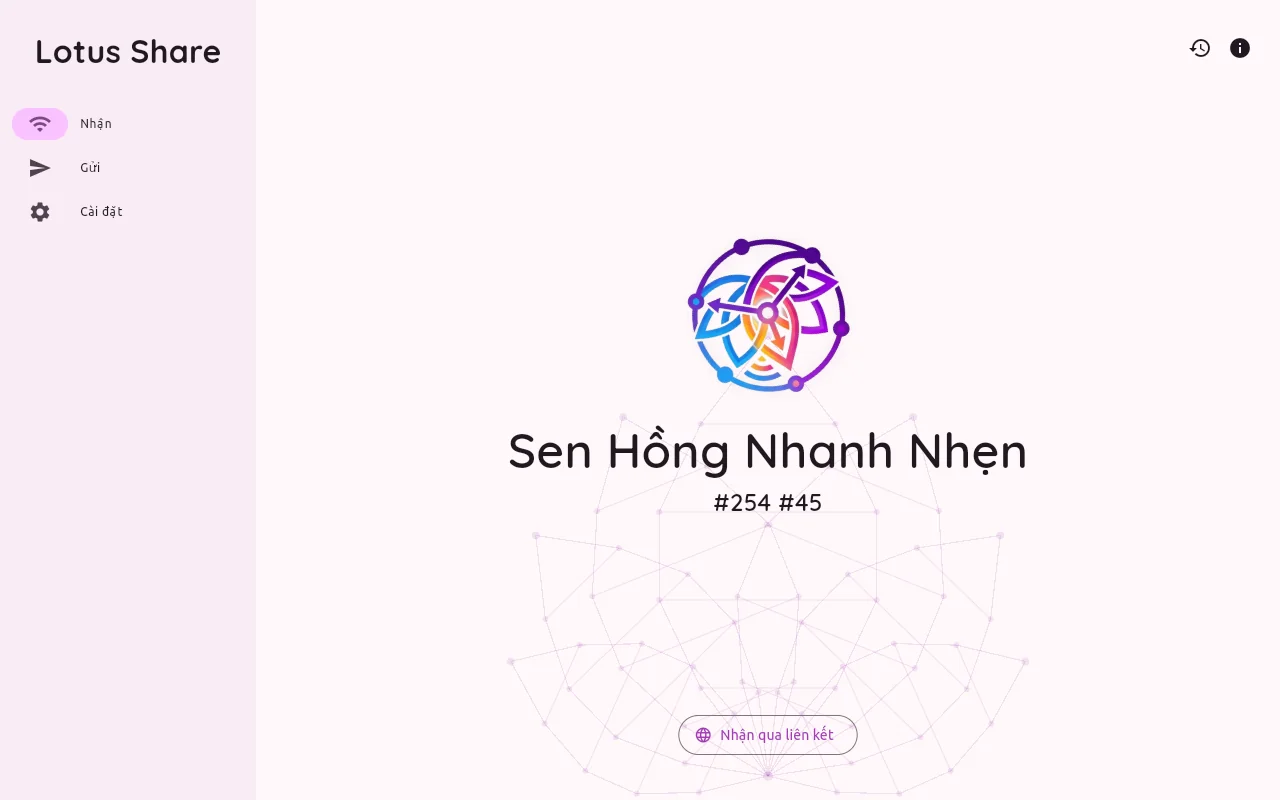 Lotus Share
Nhận
Gửi
Cài đặt
Sen Hồng Nhanh Nhẹn
#254 #45
Nhận qua liên kết